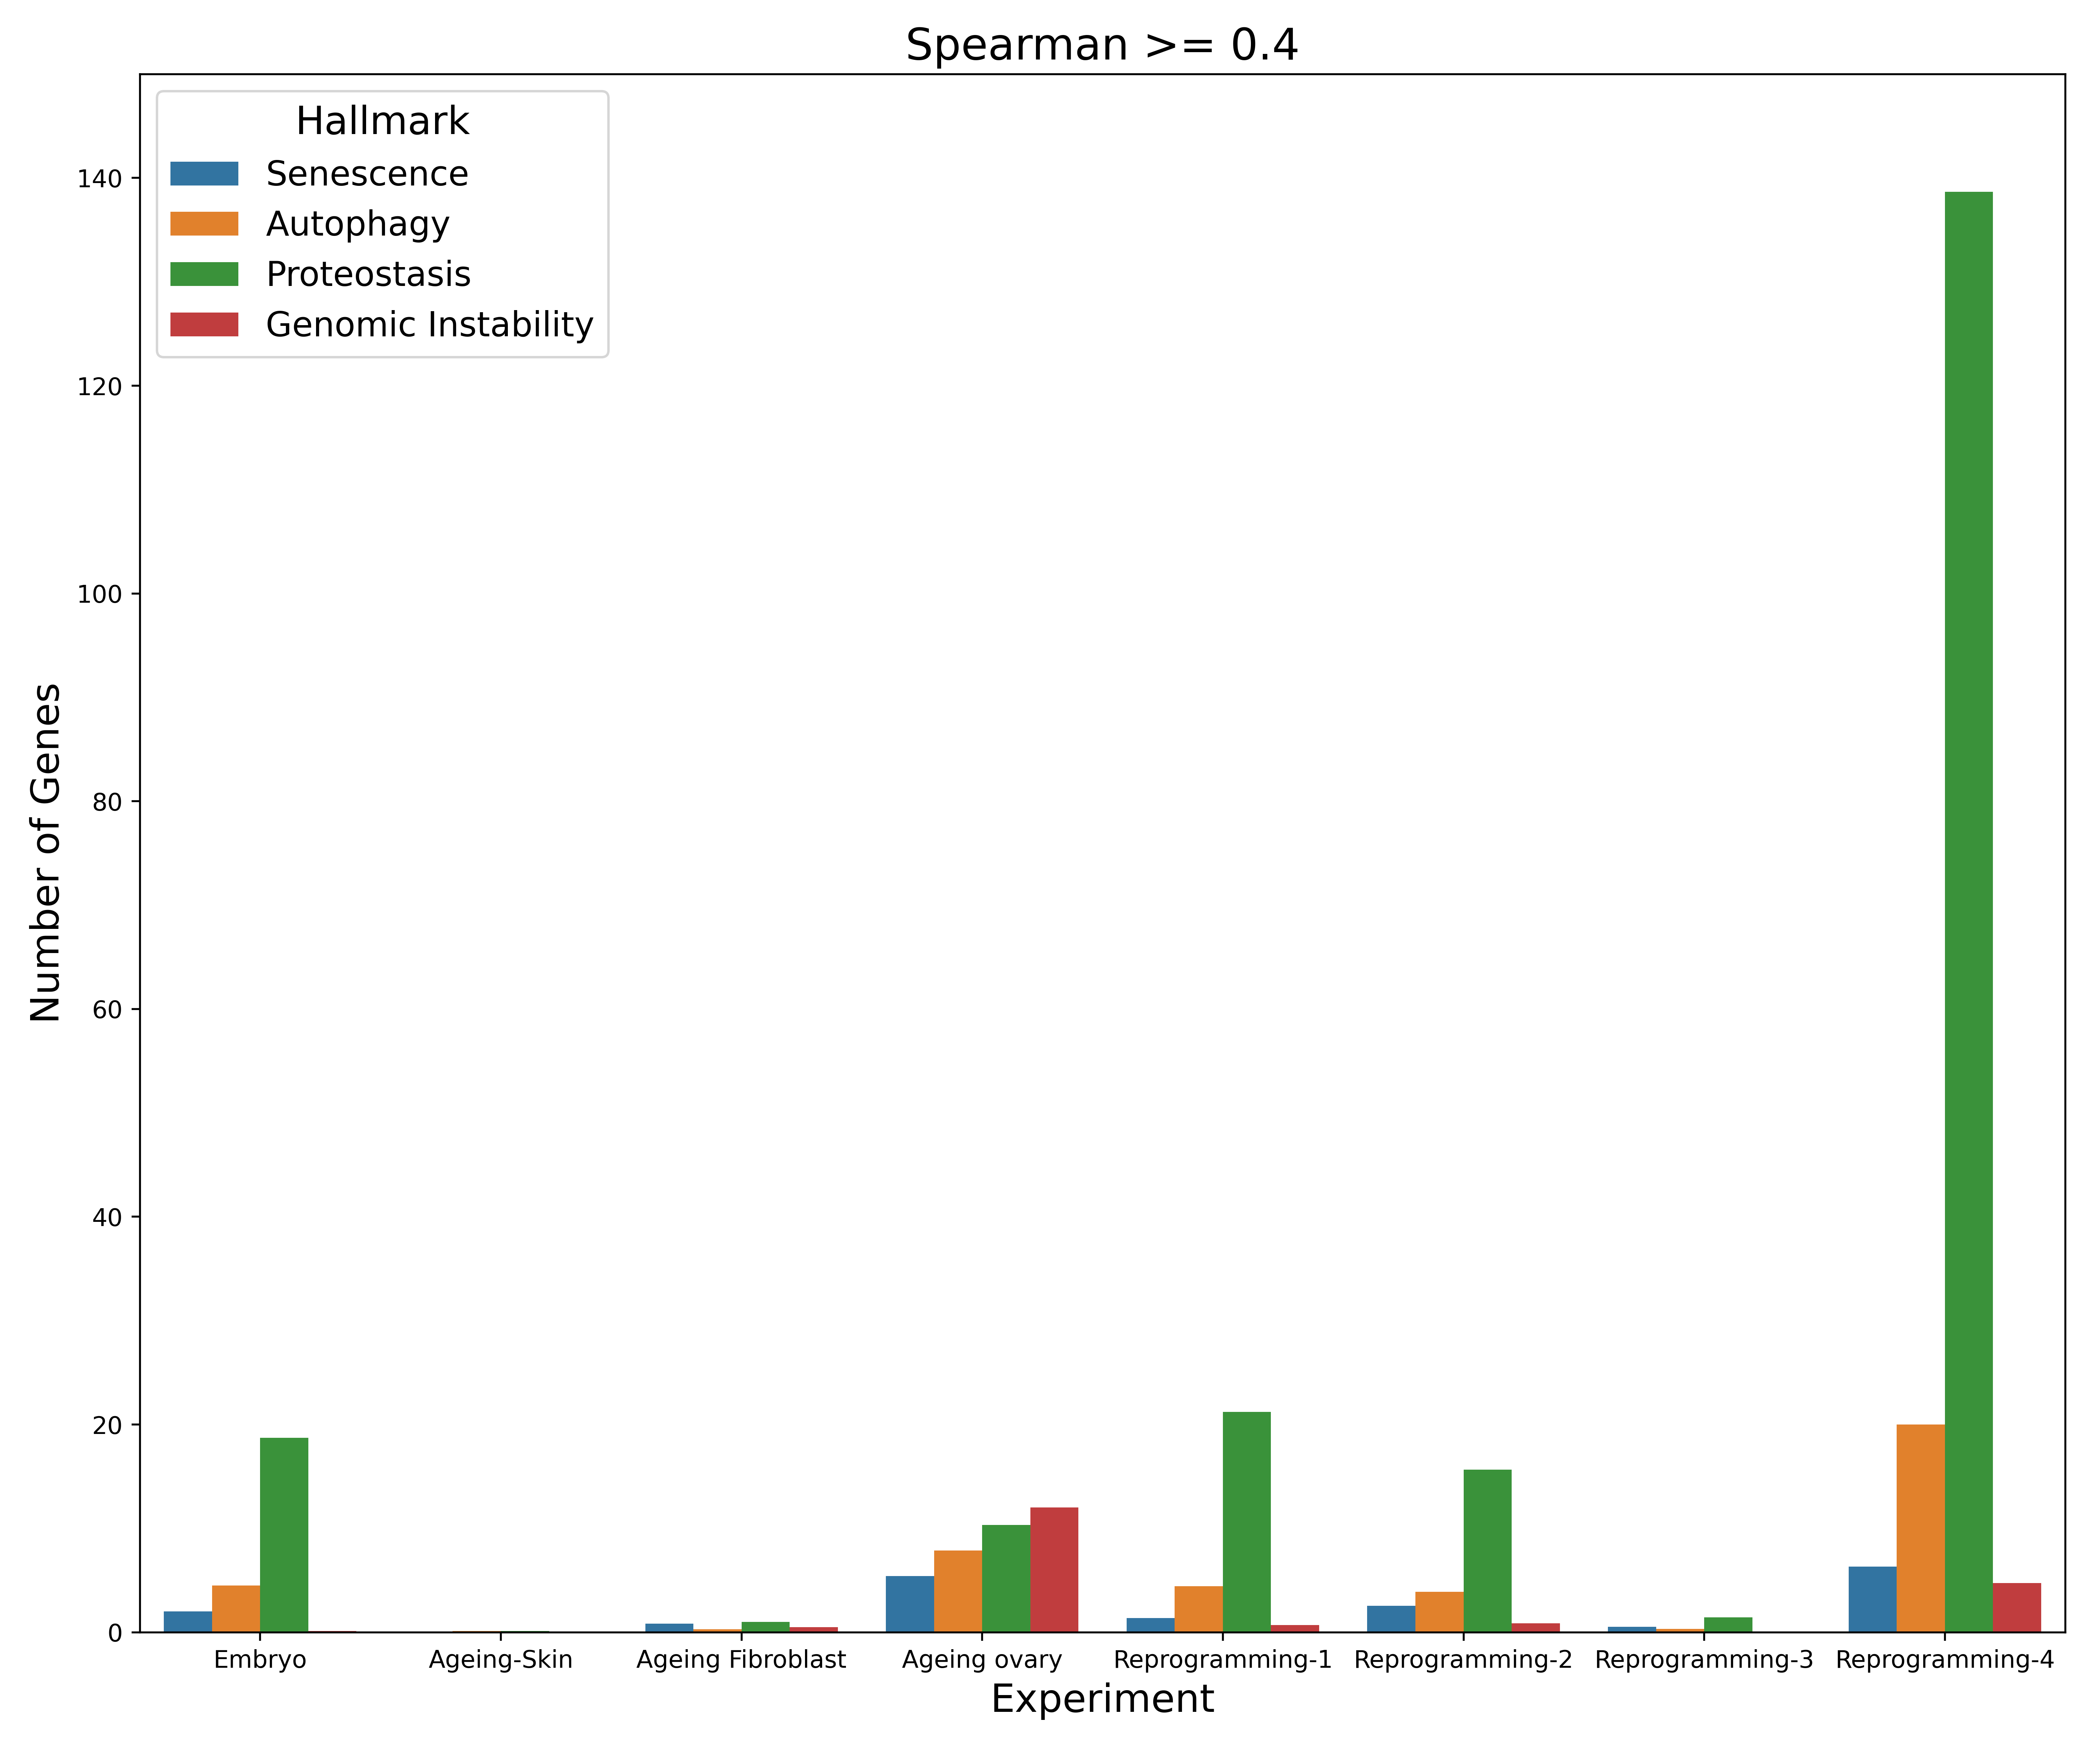 Spearman >= 0.4
Hallmark
Senescence
Autophagy
Proteostasis
Genomic Instability
140
120
100
80
60
40
20
0
Number of Genes
Embryo Ageing-Skin Ageing Fibroblast Ageing ovary Reprogramming-1 Reprogramming-2 Reprogramming-3 Reprogramming-4
Experiment